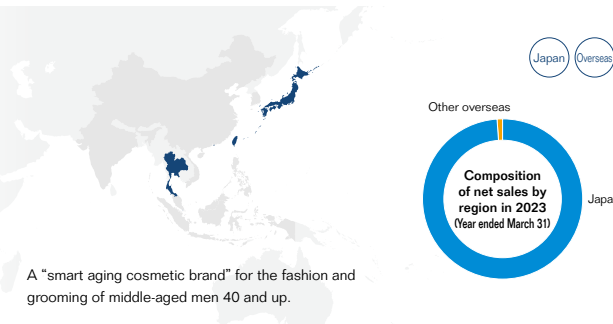 Japan Overseas
Other overseas
Composition
of net sales by
region in 2023
(Year ended March 31)
Japa
A “smart aging cosmetic brand” for the fashion and
grooming of middle-aged men 40 and up.